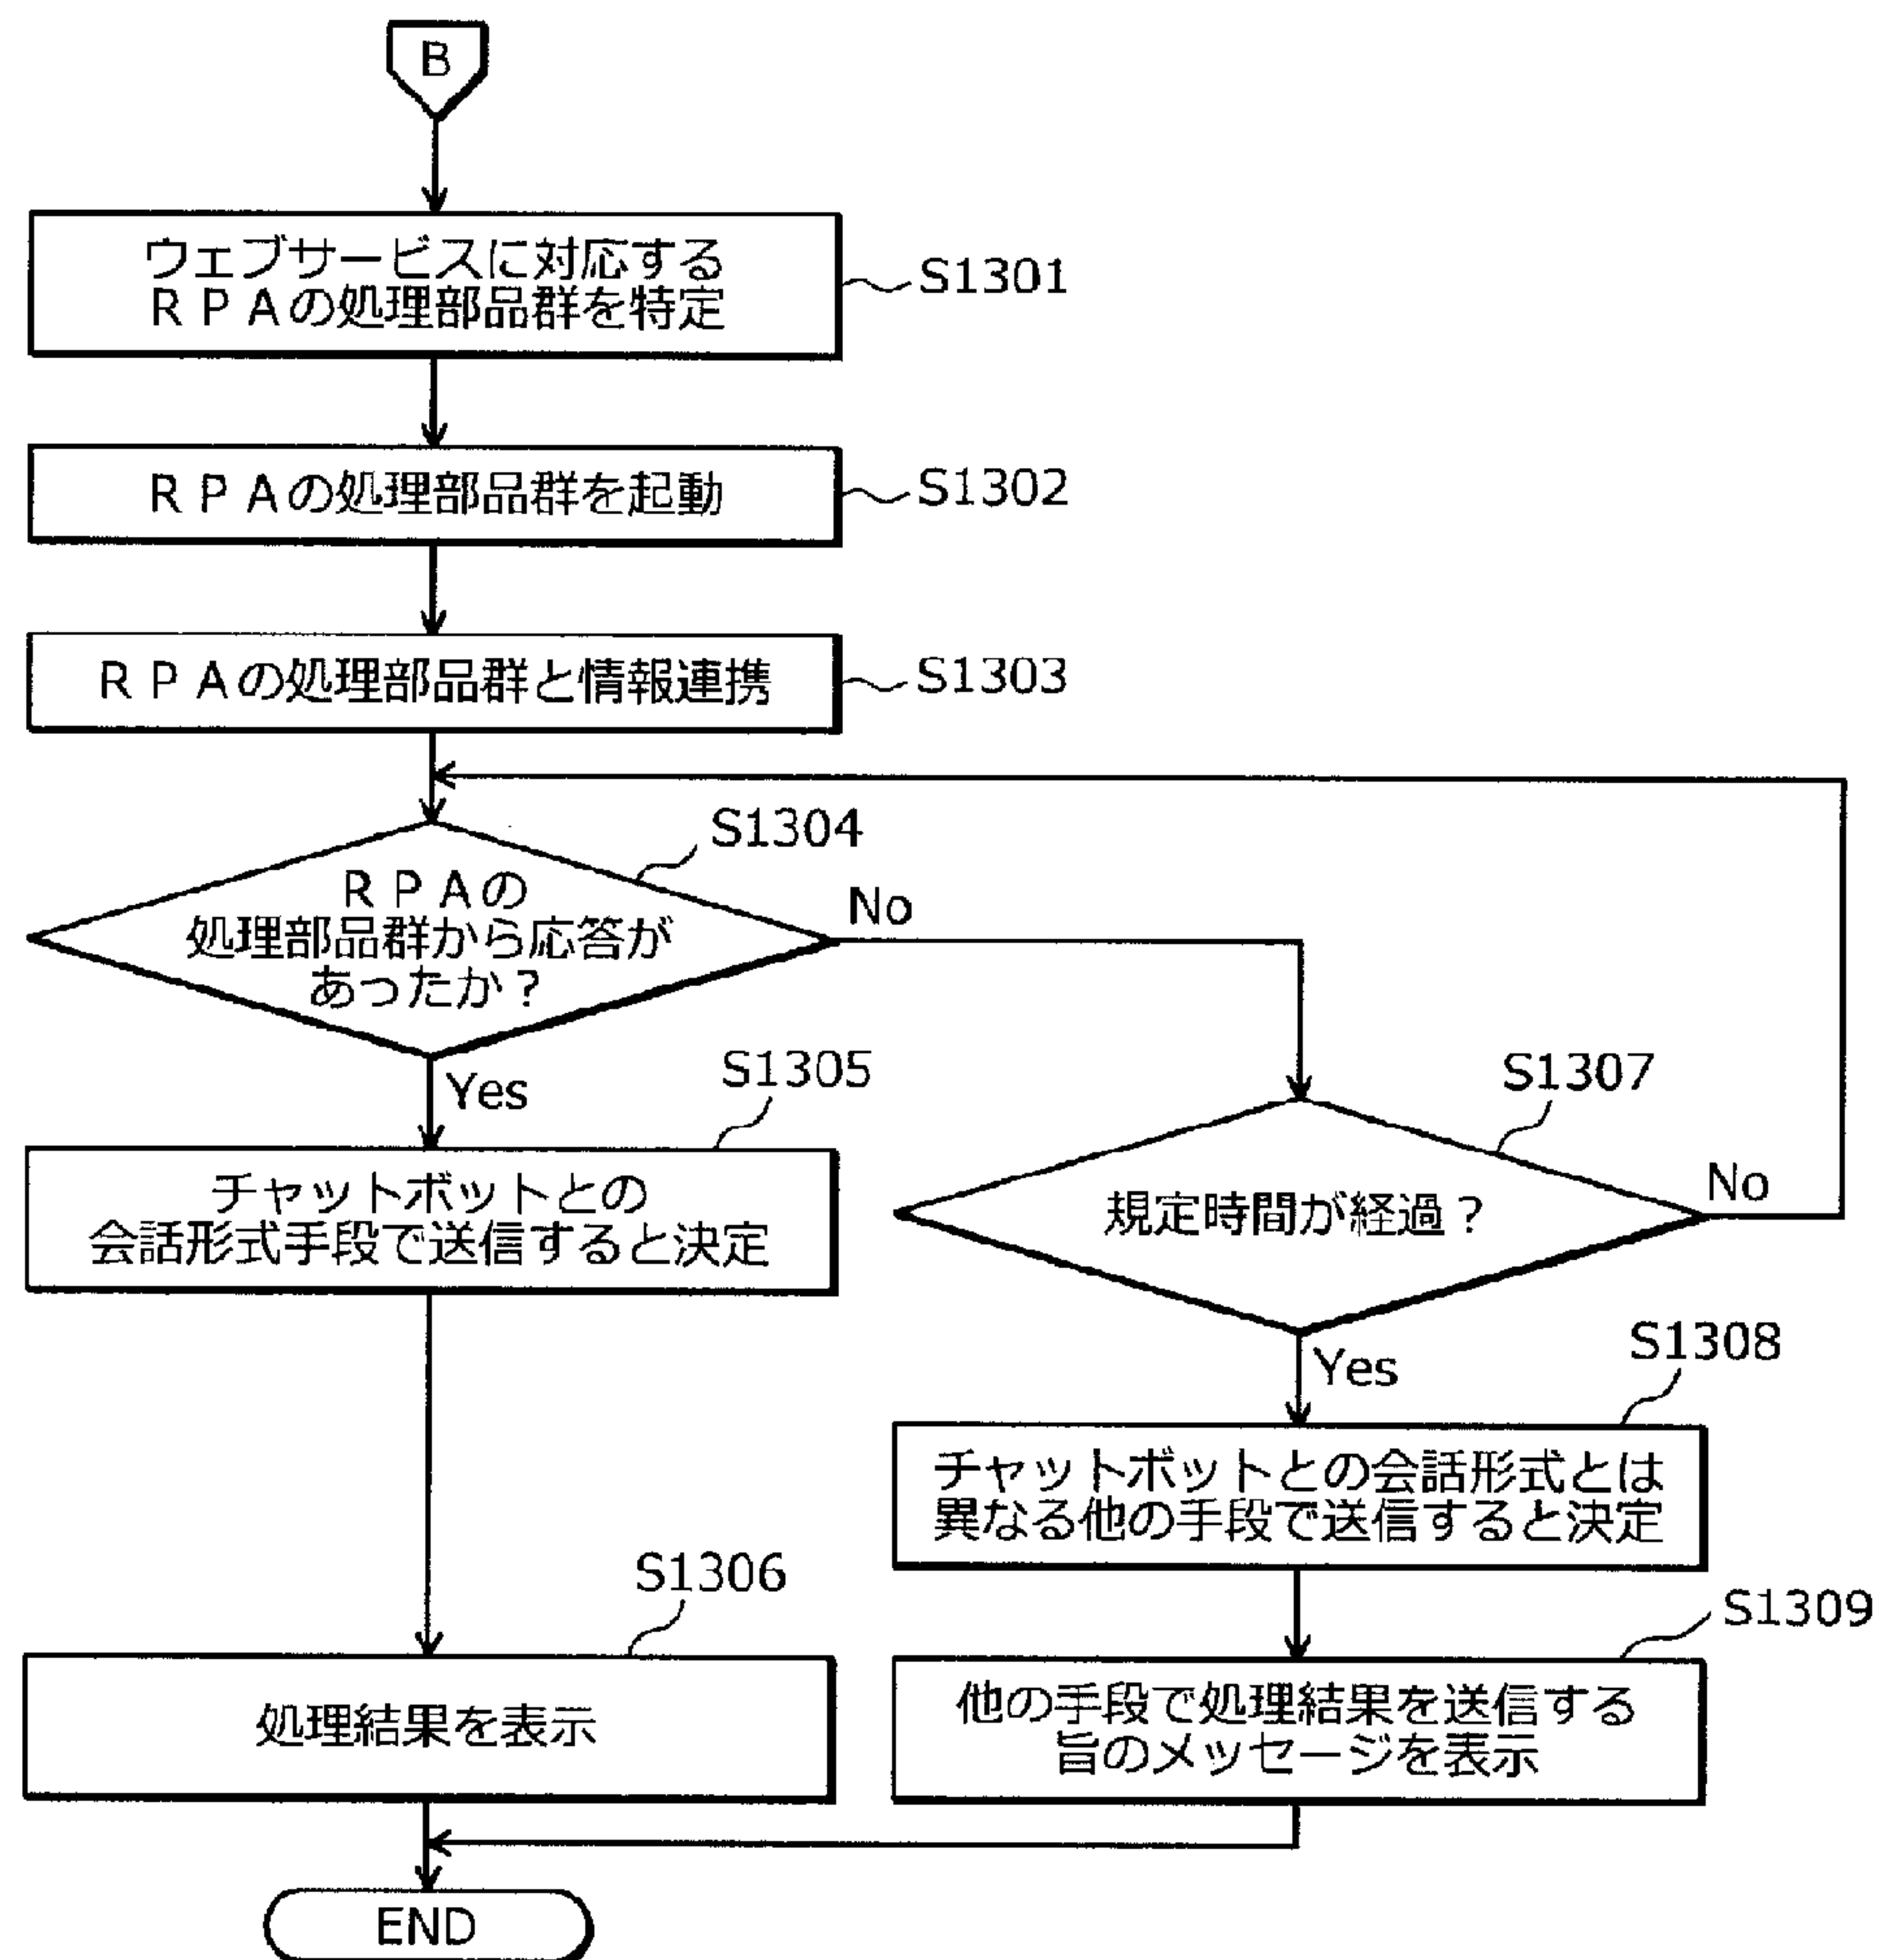 B
ウェブサービスに対応する
ＲＰＡの処理部品群を特定
S1301
ＲＰＡの処理部品群を起動
S1302
ＲＰＡの処理部品群と情報連携
S1303
S1304
ＲＰＡの
処理部品群から応答が
あったか？
No
Yes
S1305
チャットボットとの
会話形式手段で送信すると決定
S1306
処理結果を表示
S1307
規定時間が経過？
No
Yes
S1308
チャットボットとの会話形式とは
異なる他の手段で送信すると決定
S1309
他の手段で処理結果を送信する
旨のメッセージを表示
END